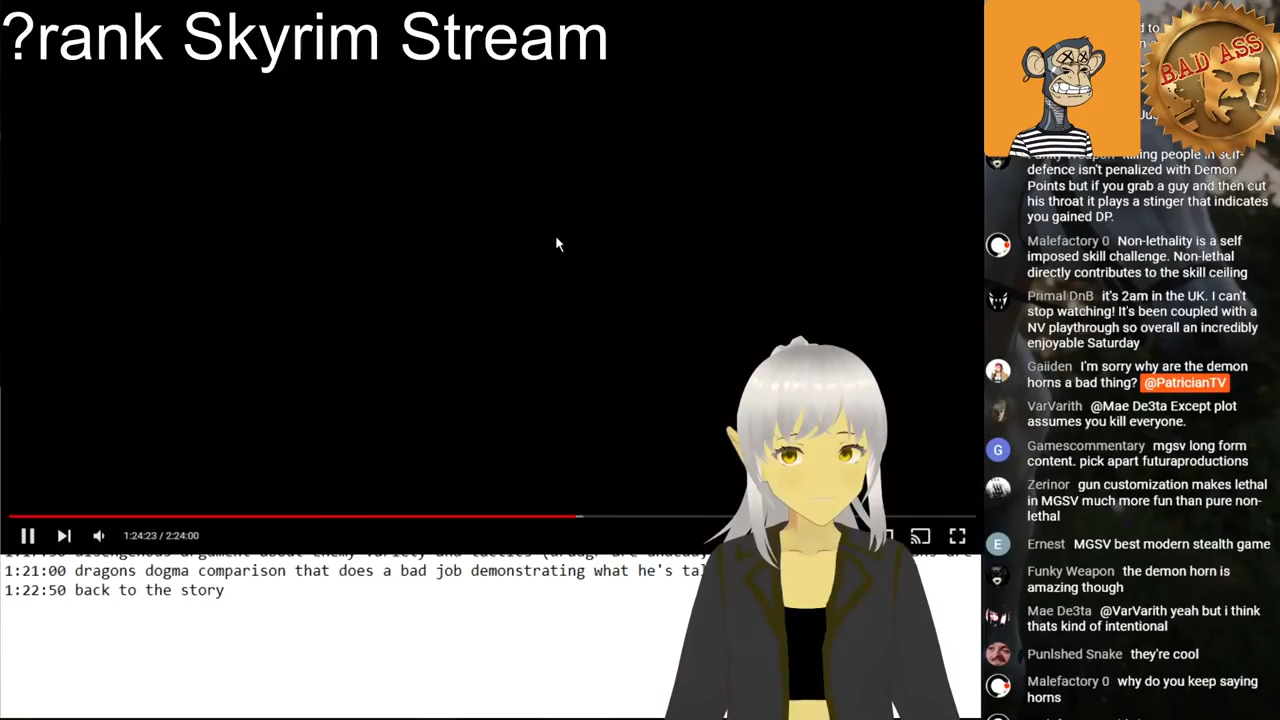 ?rank Skyrim Stream
BAD ASS
defence isn't penalized with Demon
Points but if you grab a guy and then cut
his throat it plays a stinger that indicates
you gained DP.
Malefactory 0 Non-lethality is a self
imposed skill challenge. Non-lethal
directly contributes to the skill ceiling
Primal DnB it's 2am in the UK. I can't
stop watching! It's been coupled with a
NV playthrough so overall an incredibly
enjoyable Saturday
Gaiiden I'm sorry why are the demon
horns a bad thing? @PatricianTV
VarVarith @Mae De3ta Except plot
assumes you kill everyone.
G
Gamescommentary mgsv long form
content. pick apart futuraproductions
Zerinor gun customization makes lethal
in MGSV much more fun than pure non-
lethal
E
Ernest MGSV best modern stealth game
Funky Weapon the demon horn is
amazing though
Mae De3ta @VarVarith yeah but i think
thats kind of intentional
Punlshed Snake they're cool
Malefactory 0 why do you keep saying
horns
1:24:23 / 2:24:00
1:21:00 dragons dogma comparison that does a bad job demonstrating what he's
1:22:50 back to the story